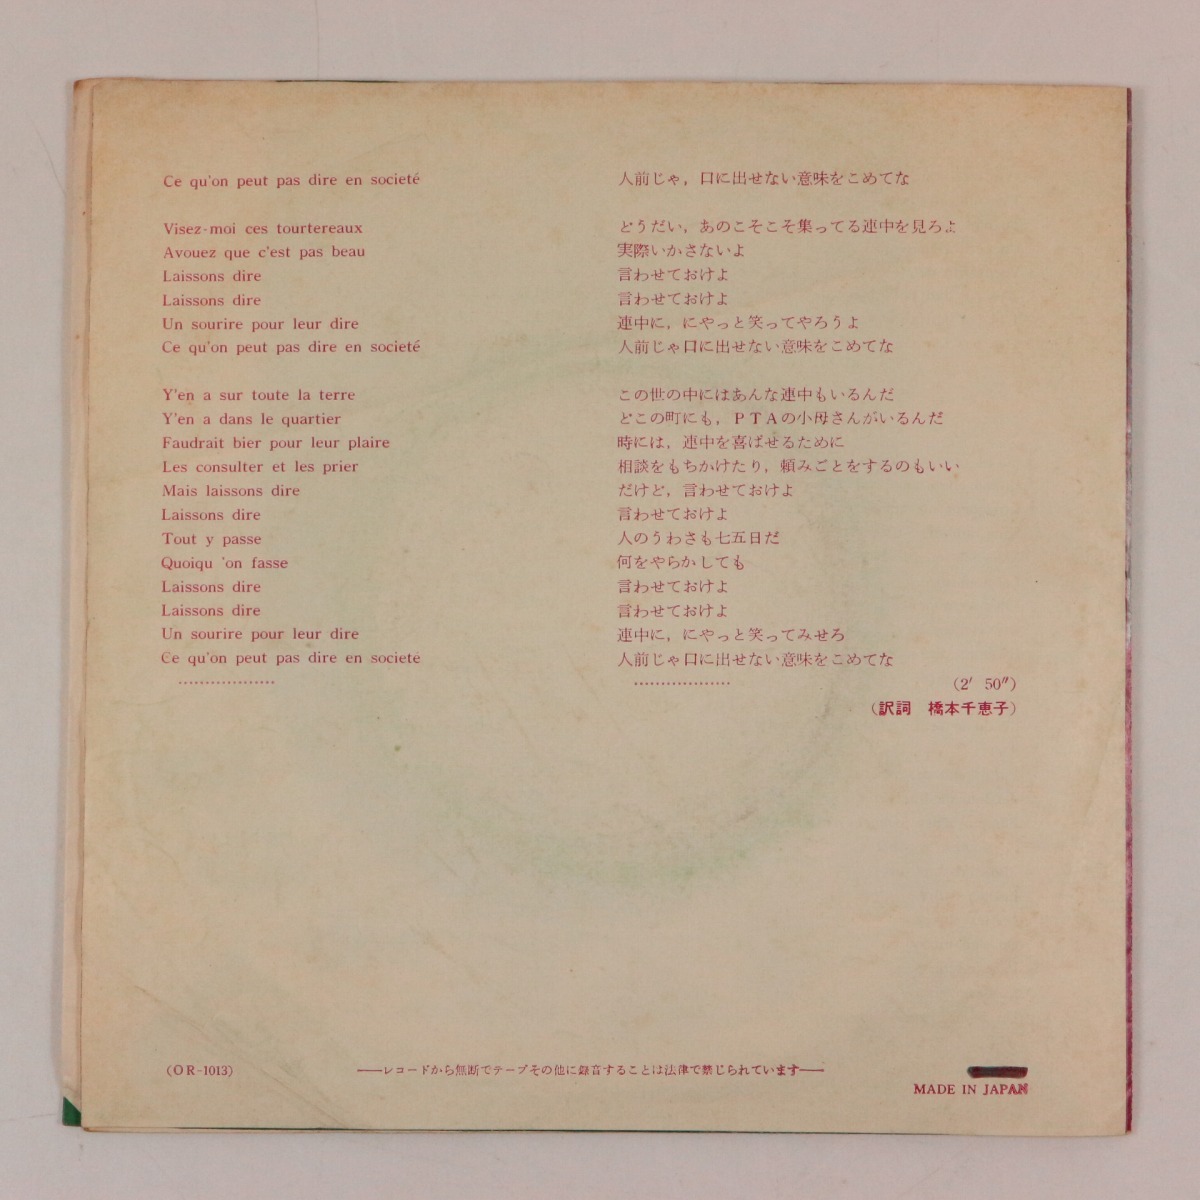 Ce qu'on peut pas dire en societé　人前じゃ，口に出せない意味をこめてな
Visez-moi ces tourtereaux　どうだい，あのこそこそ集ってる連中を見ろよ
Avouez que c'est pas beau　実際いかさないよ
Laissons dire　言わせておけよ
Laissons dire　言わせておけよ
Un sourire pour leur dire　連中に，にやっと笑ってやろうよ
Ce qu'on peut pas dire en societé　人前じゃ口に出せない意味をこめてな
Y'en a sur toute la terre　この世の中にはあんな連中もいるんだ
Y'en a dans le quartier　どこの町にも，ＰＴＡの小母さんがいるんだ
Faudrait bier pour leur plaire　時には，連中を喜ばせるために
Les consulter et les prier　相談をもちかけたり，頼みごとをするのもいい
Mais laissons dire　だけど，言わせておけよ
Laissons dire　言わせておけよ
Tout y passe　人のうわさも七五日だ
Quoiqu 'on fasse　何をやらかしても
Laissons dire　言わせておけよ
Laissons dire　言わせておけよ
Un sourire pour leur dire　連中に，にやっと笑ってみせろ
Ce qu'on peut pas dire en societé　人前じゃ口に出せない意味をこめてな
………………　………………　(2′ 50″)
（訳詞　橋本千恵子）
(OR-1013)　――レコードから無断でテープその他に録音することは法律で禁じられています――
MADE IN JAPAN